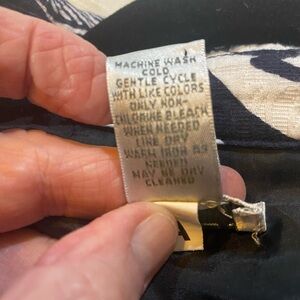 MACHINE WASH
COLD
GENTLE CYCLE
WITH LIKE COLORS
ONLY NON-
CHLORINE BLEACH
WHEN NEEDED
LINE DRY
WARM IRON AS
NEEDED
MAY BE DRY
CLEANED